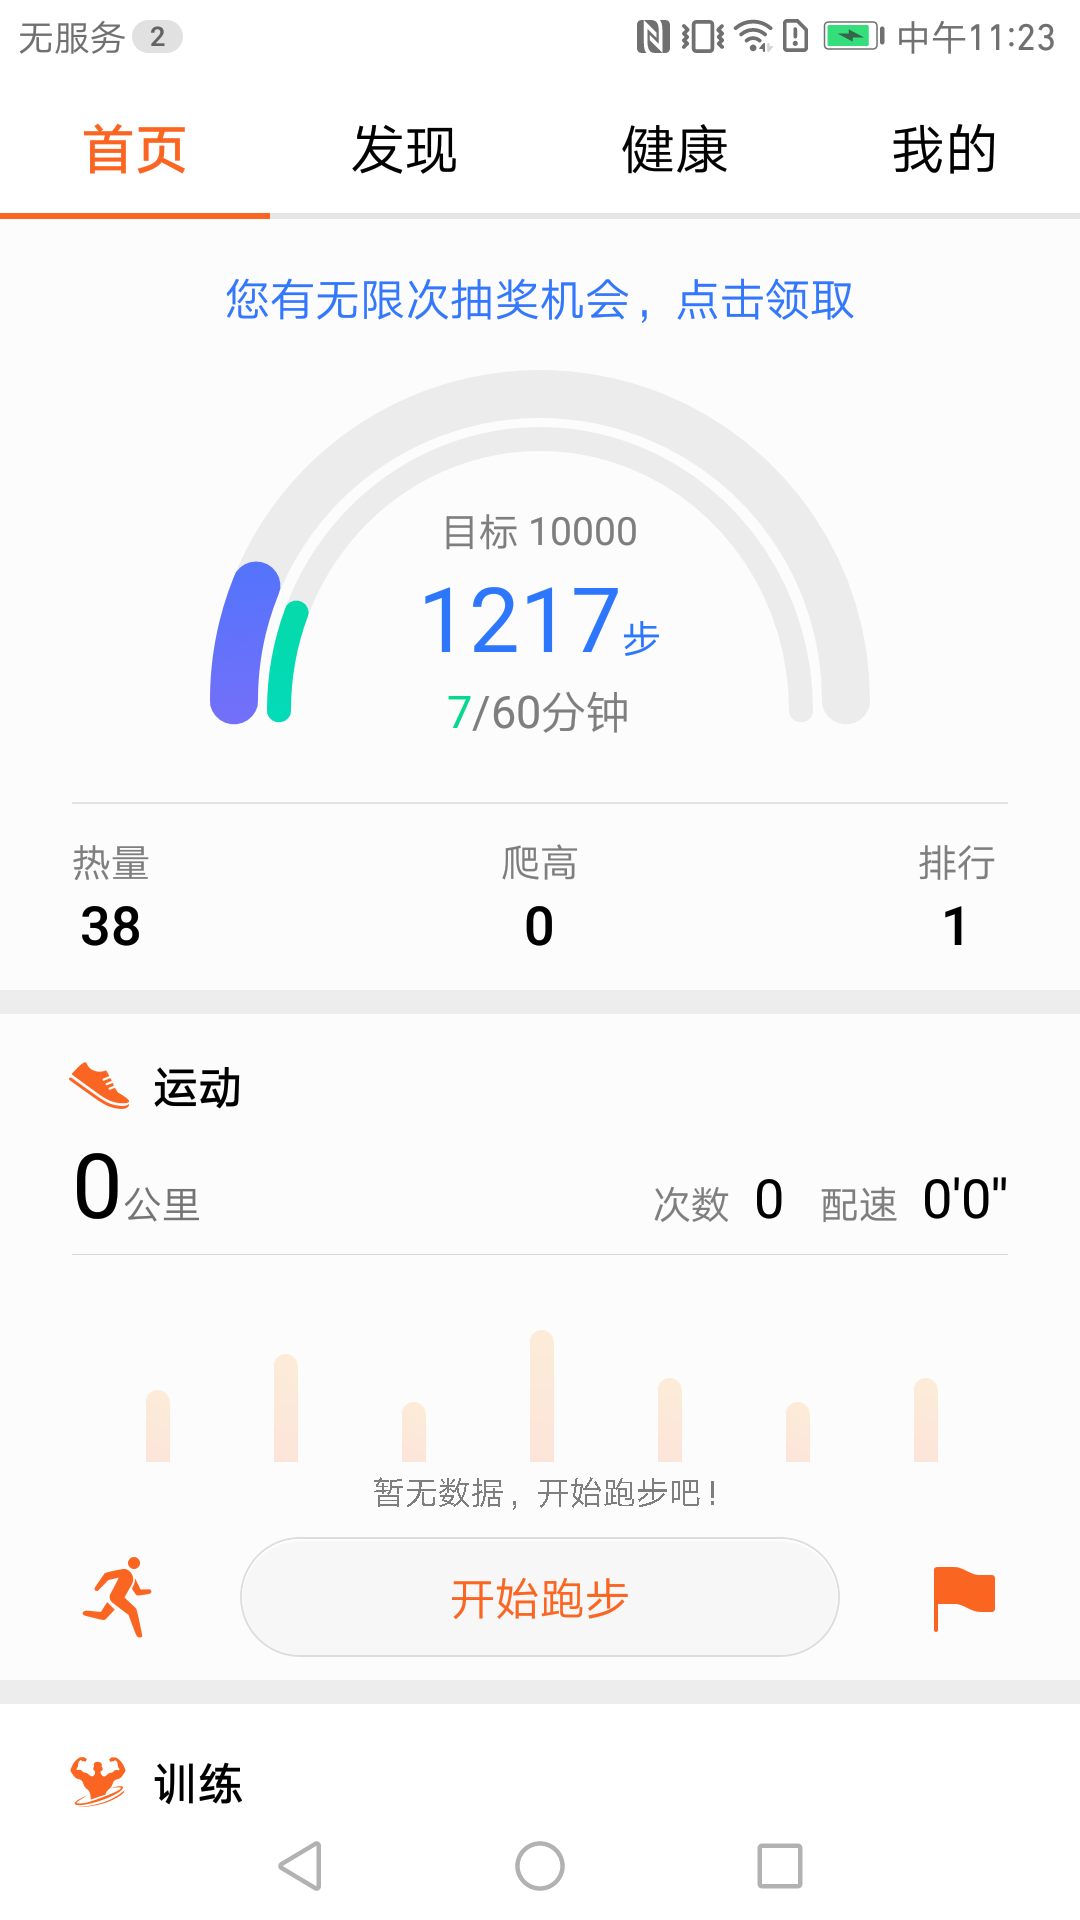 无服务 2 中午11:23
首页 发现 健康 我的
您有无限次抽奖机会，点击领取
目标 10000
1217步
7/60分钟
热量 爬高 排行
38 0 1
运动
0公里 次数 0 配速 0'0"
暂无数据，开始跑步吧！
开始跑步
训练